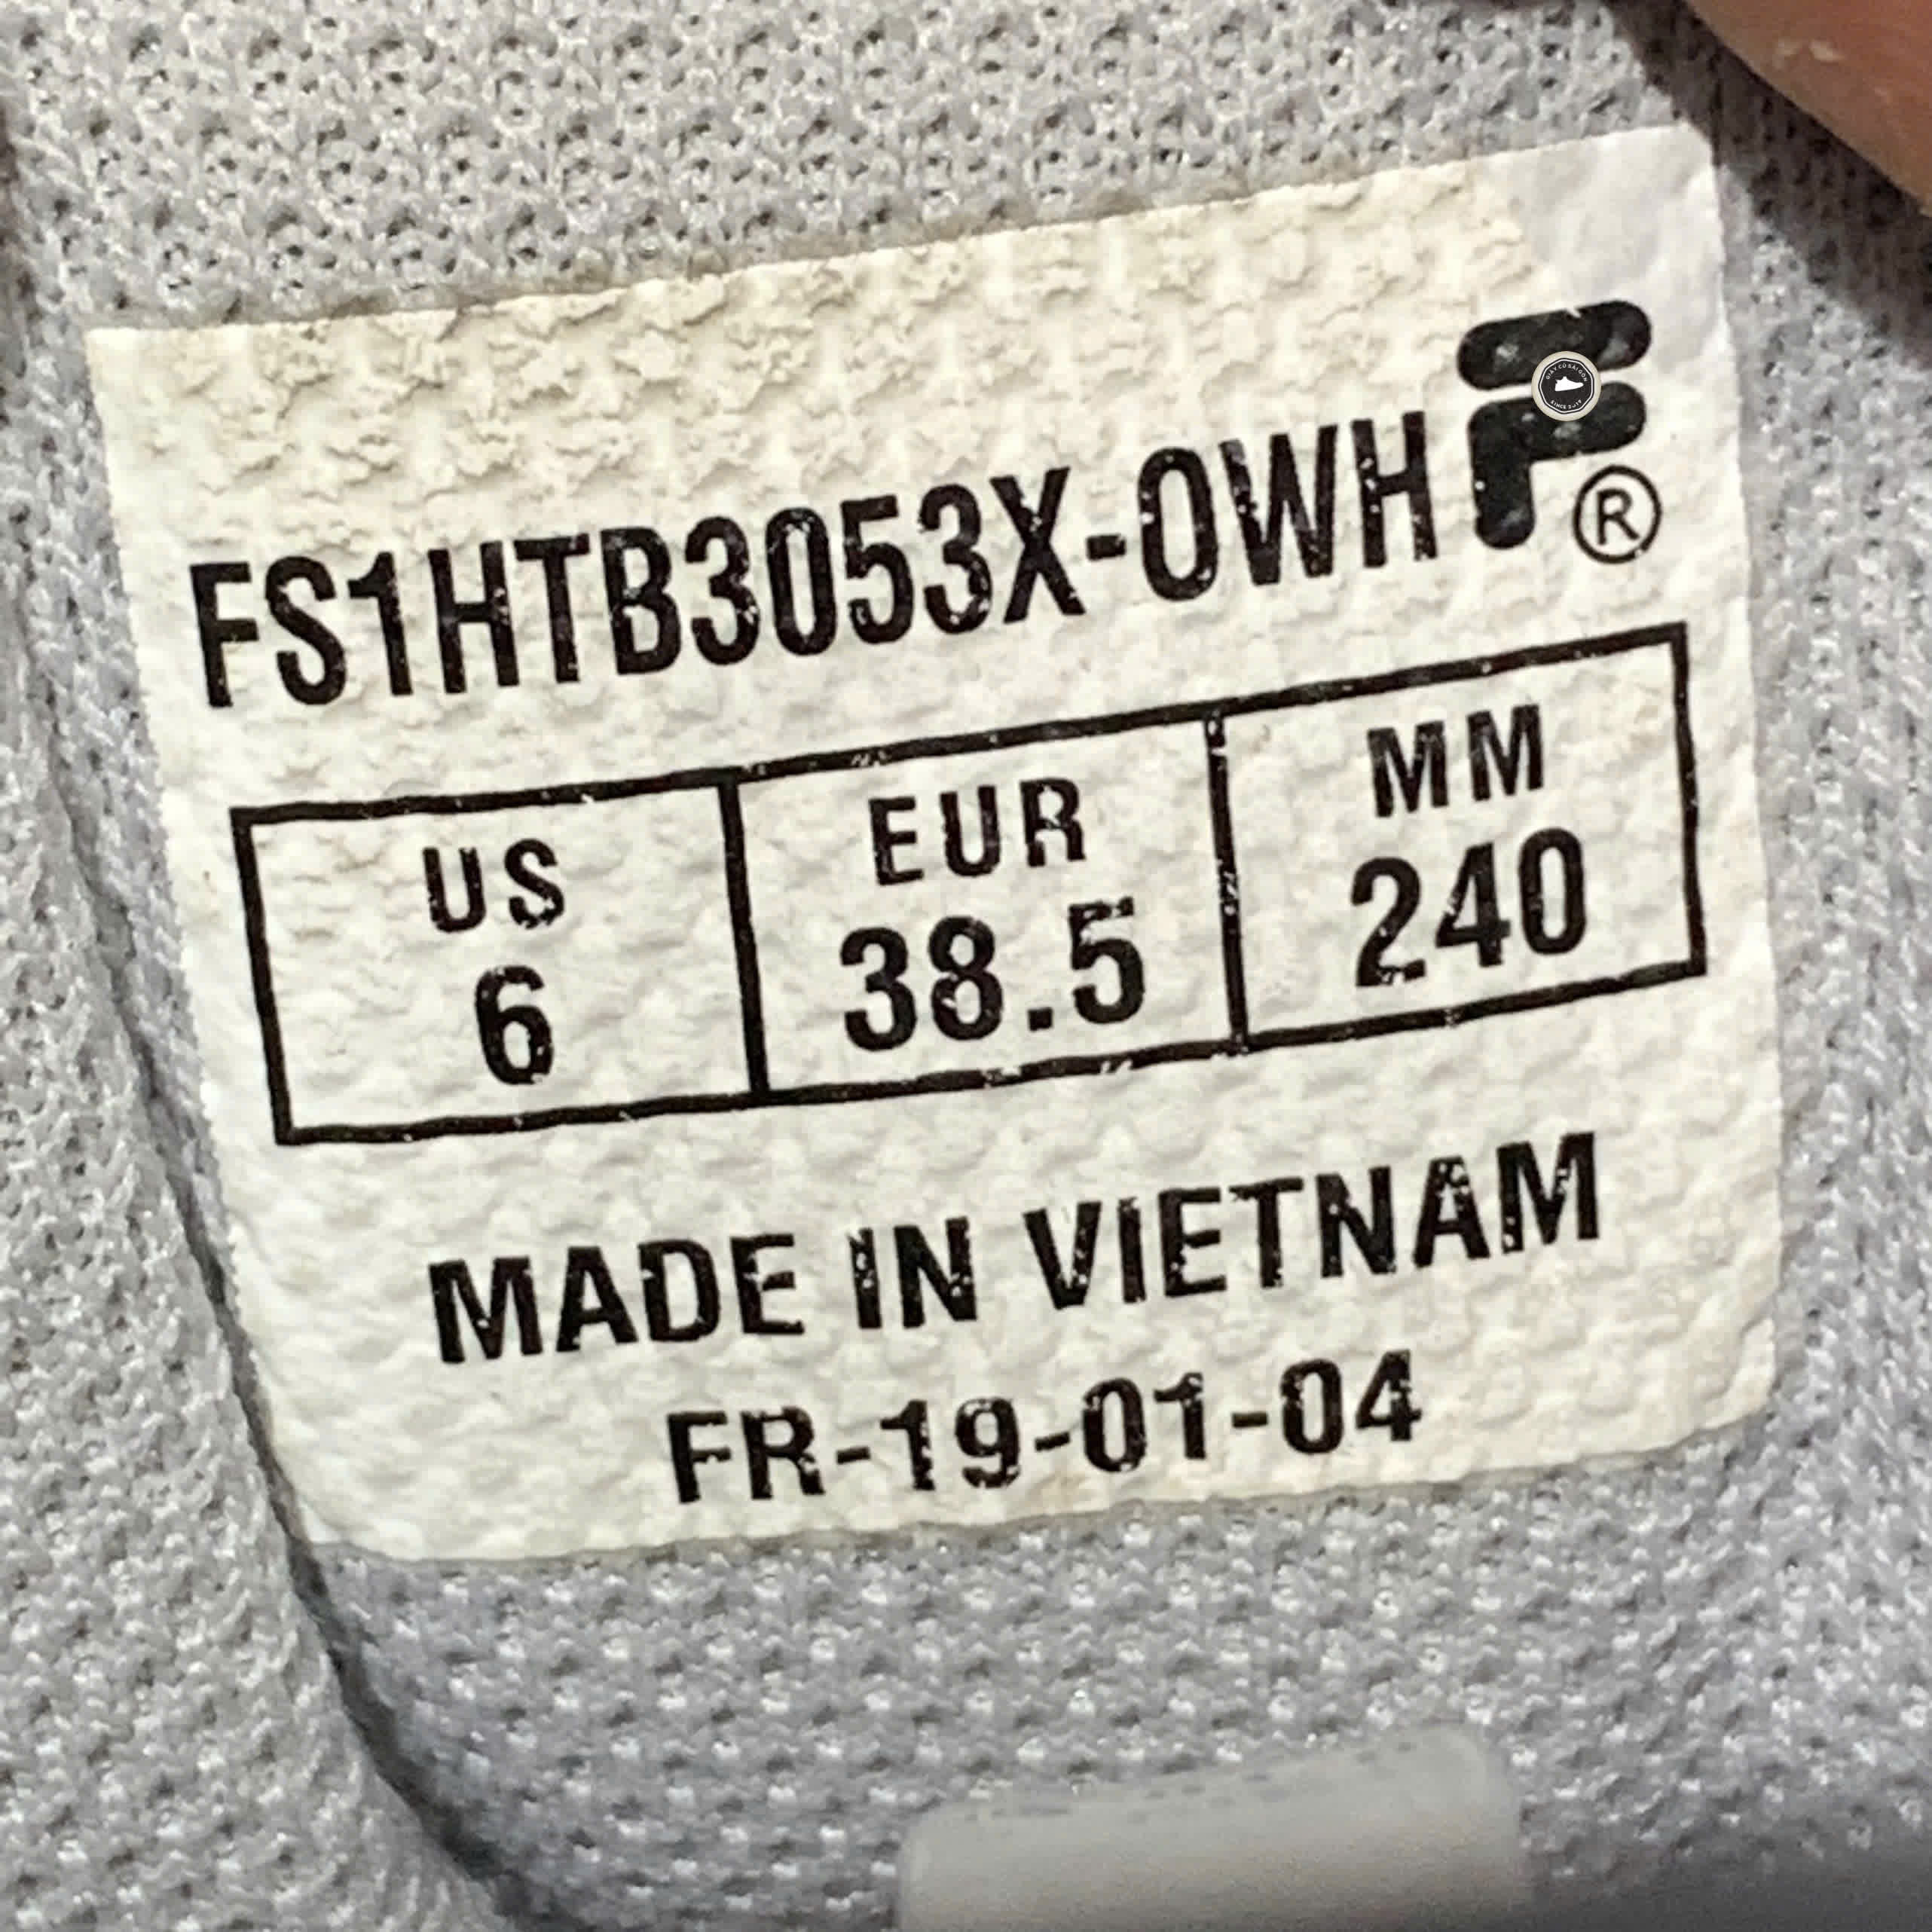 FS1HTB3053X-OWH
F®
US EUR MM
6 38.5 240
MADE IN VIETNAM
FR-19-01-04